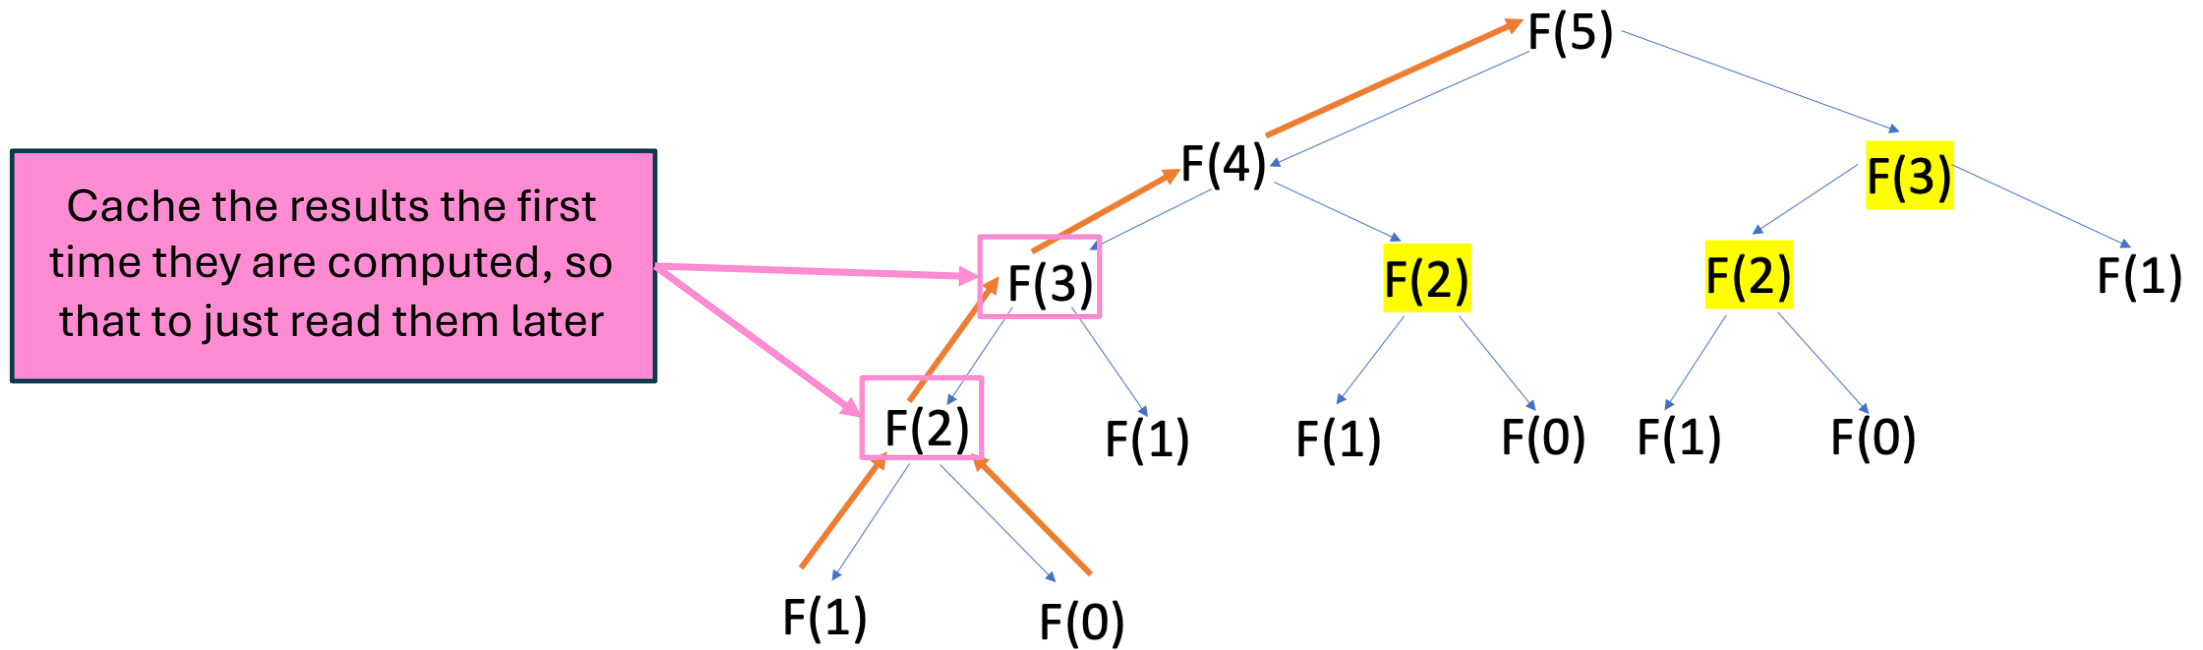 F(5)
F(4)
F(3)
Cache the results the first
time they are computed, so
that to just read them later
F(3)
F(2)
F(2)
F(1)
F(2)
F(1)
F(1)
F(0)
F(1)
F(0)
F(1)
F(0)